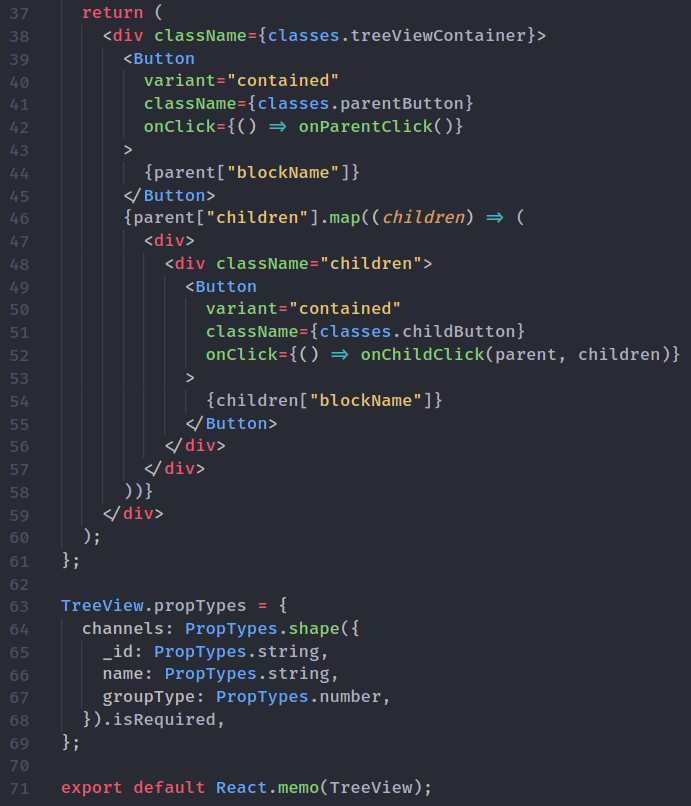 37 return (
38 <div className={classes.treeViewContainer}>
39 <Button
40 variant="contained"
41 className={classes.parentButton}
42 onClick={() => onParentClick()}
43 >
44 {parent["blockName"]}
45 </Button>
46 {parent["children"].map((children) => (
47 <div>
48 <div className="children">
49 <Button
50 variant="contained"
51 className={classes.childButton}
52 onClick={() => onChildClick(parent, children)}
53 >
54 {children["blockName"]}
55 </Button>
56 </div>
57 </div>
58 ))}
59 </div>
60 );
61 };
62
63 TreeView.propTypes = {
64 channels: PropTypes.shape({
65 _id: PropTypes.string,
66 name: PropTypes.string,
67 groupType: PropTypes.number,
68 }).isRequired,
69 };
70
71 export default React.memo(TreeView);